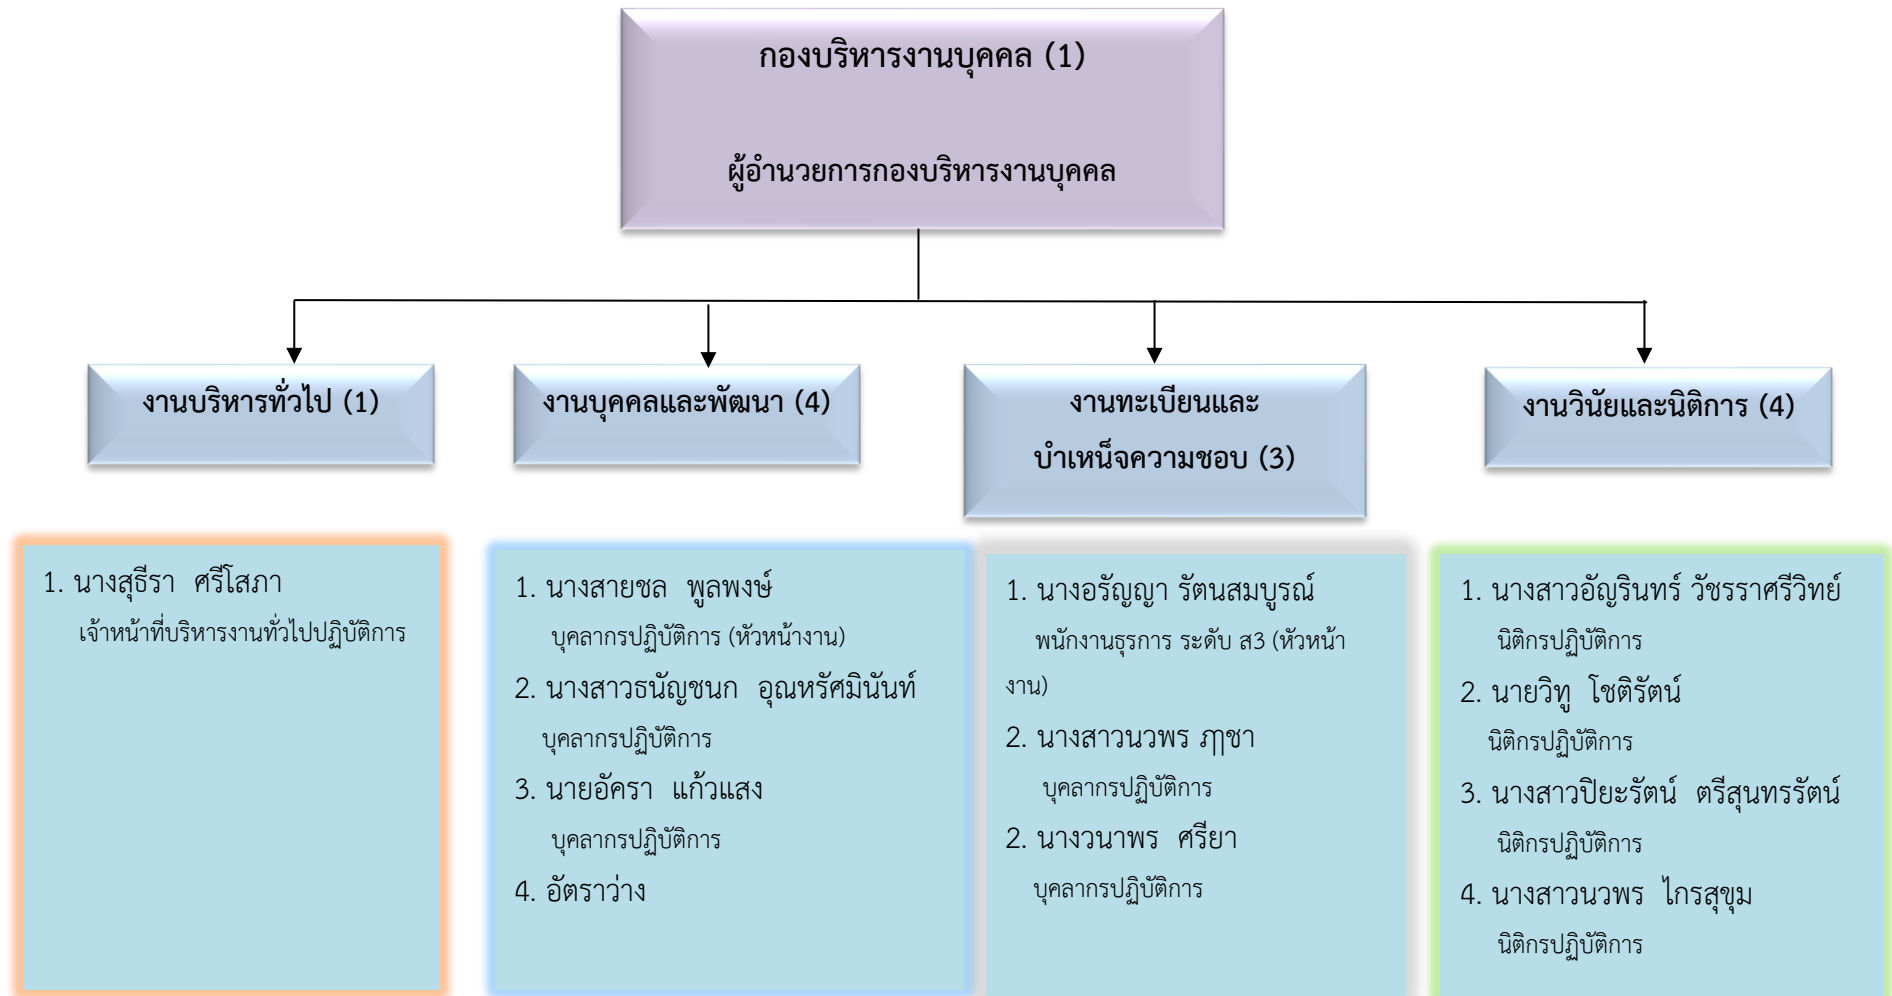 กองบริหารงานบุคคล (1)
ผู้อำนวยการกองบริหารงานบุคคล
งานบริหารทั่วไป (1)
งานบุคคลและพัฒนา (4)
งานทะเบียนและ
บำเหน็จความชอบ (3)
งานวินัยและนิติการ (4)
1. นางสุธีรา ศรีโสภา
เจ้าหน้าที่บริหารงานทั่วไปปฏิบัติการ
1. นางสายชล พูลพงษ์
บุคลากรปฏิบัติการ (หัวหน้างาน)
2. นางสาวธนัญชนก อุณหรัศมินันท์
บุคลากรปฏิบัติการ
3. นายอัครา แก้วแสง
บุคลากรปฏิบัติการ
4. อัตราว่าง
1. นางอรัญญา รัตนสมบูรณ์
พนักงานธุรการ ระดับ ส3 (หัวหน้า
งาน)
2. นางสาวนวพร ฦๅชา
บุคลากรปฏิบัติการ
2. นางวนาพร ศรียา
บุคลากรปฏิบัติการ
1. นางสาวอัญรินทร์ วัชรราศรีวิทย์
นิติกรปฏิบัติการ
2. นายวิทู โชติรัตน์
นิติกรปฏิบัติการ
3. นางสาวปิยะรัตน์ ตรีสุนทรรัตน์
นิติกรปฏิบัติการ
4. นางสาวนวพร ไกรสุขุม
นิติกรปฏิบัติการ